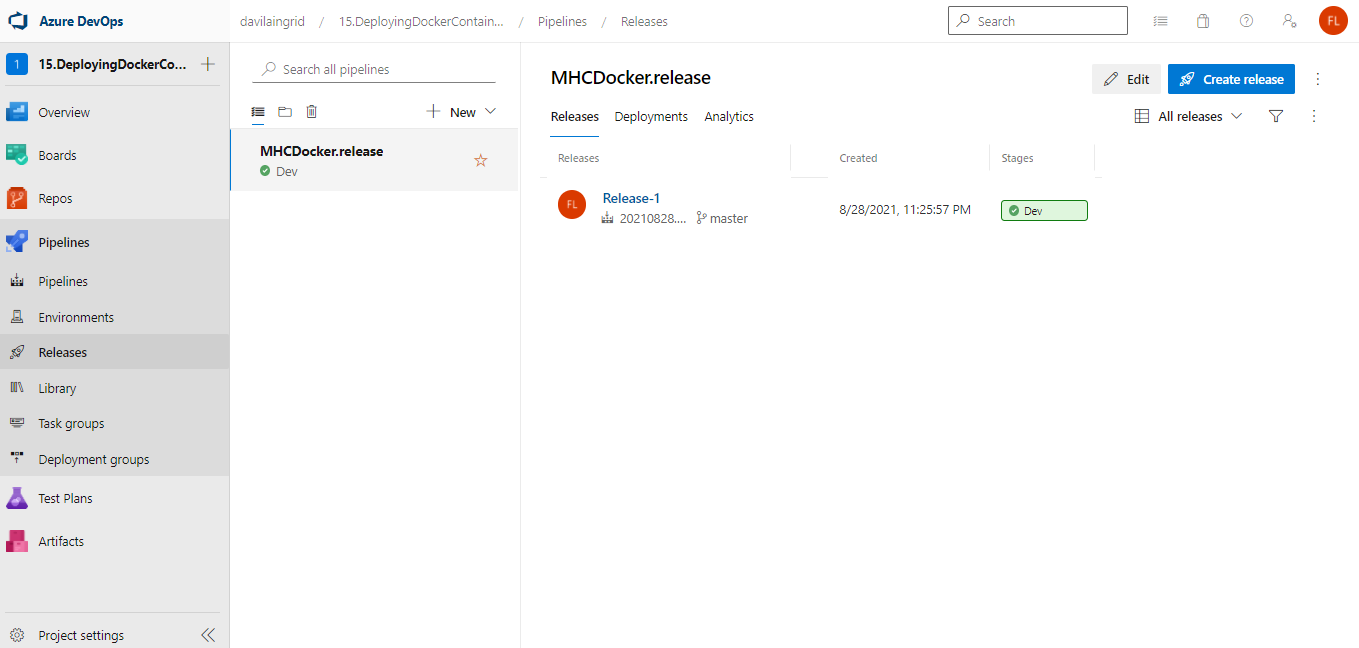 Azure DevOps
davilaingrid / 15.DeployingDockerContain... / Pipelines / Releases
Search
FL
1 15.DeployingDockerCo...
Overview
Boards
Repos
Pipelines
Pipelines
Environments
Releases
Library
Task groups
Deployment groups
Test Plans
Artifacts
Project settings
Search all pipelines
New
MHCDocker.release
Dev
MHCDocker.release
Edit
Create release
Releases Deployments Analytics
All releases
Releases Created Stages
FL
Release-1
20210828.... master
8/28/2021, 11:25:57 PM
Dev